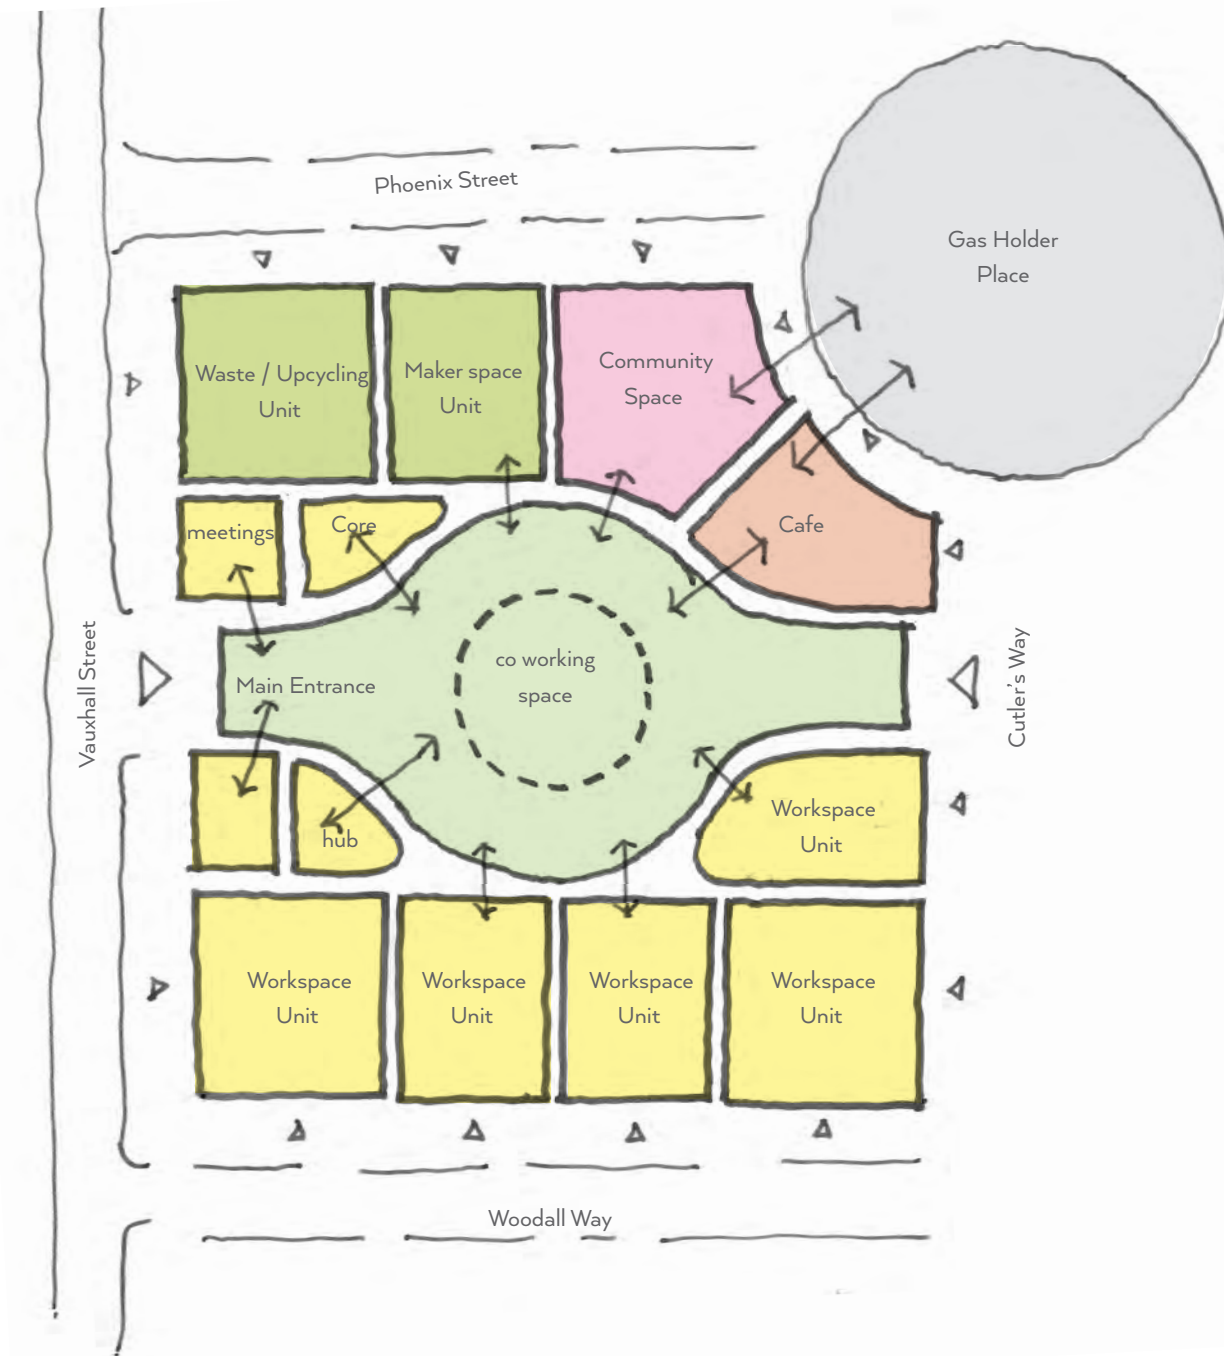 Phoenix Street
Gas Holder
Place
Waste / Upcycling
Unit
Maker space
Unit
Community
Space
meetings
Core
Cafe
Vauxhall Street
Main Entrance
co working
space
Cutler's Way
hub
Workspace
Unit
Workspace
Unit
Workspace
Unit
Workspace
Unit
Workspace
Unit
Woodall Way